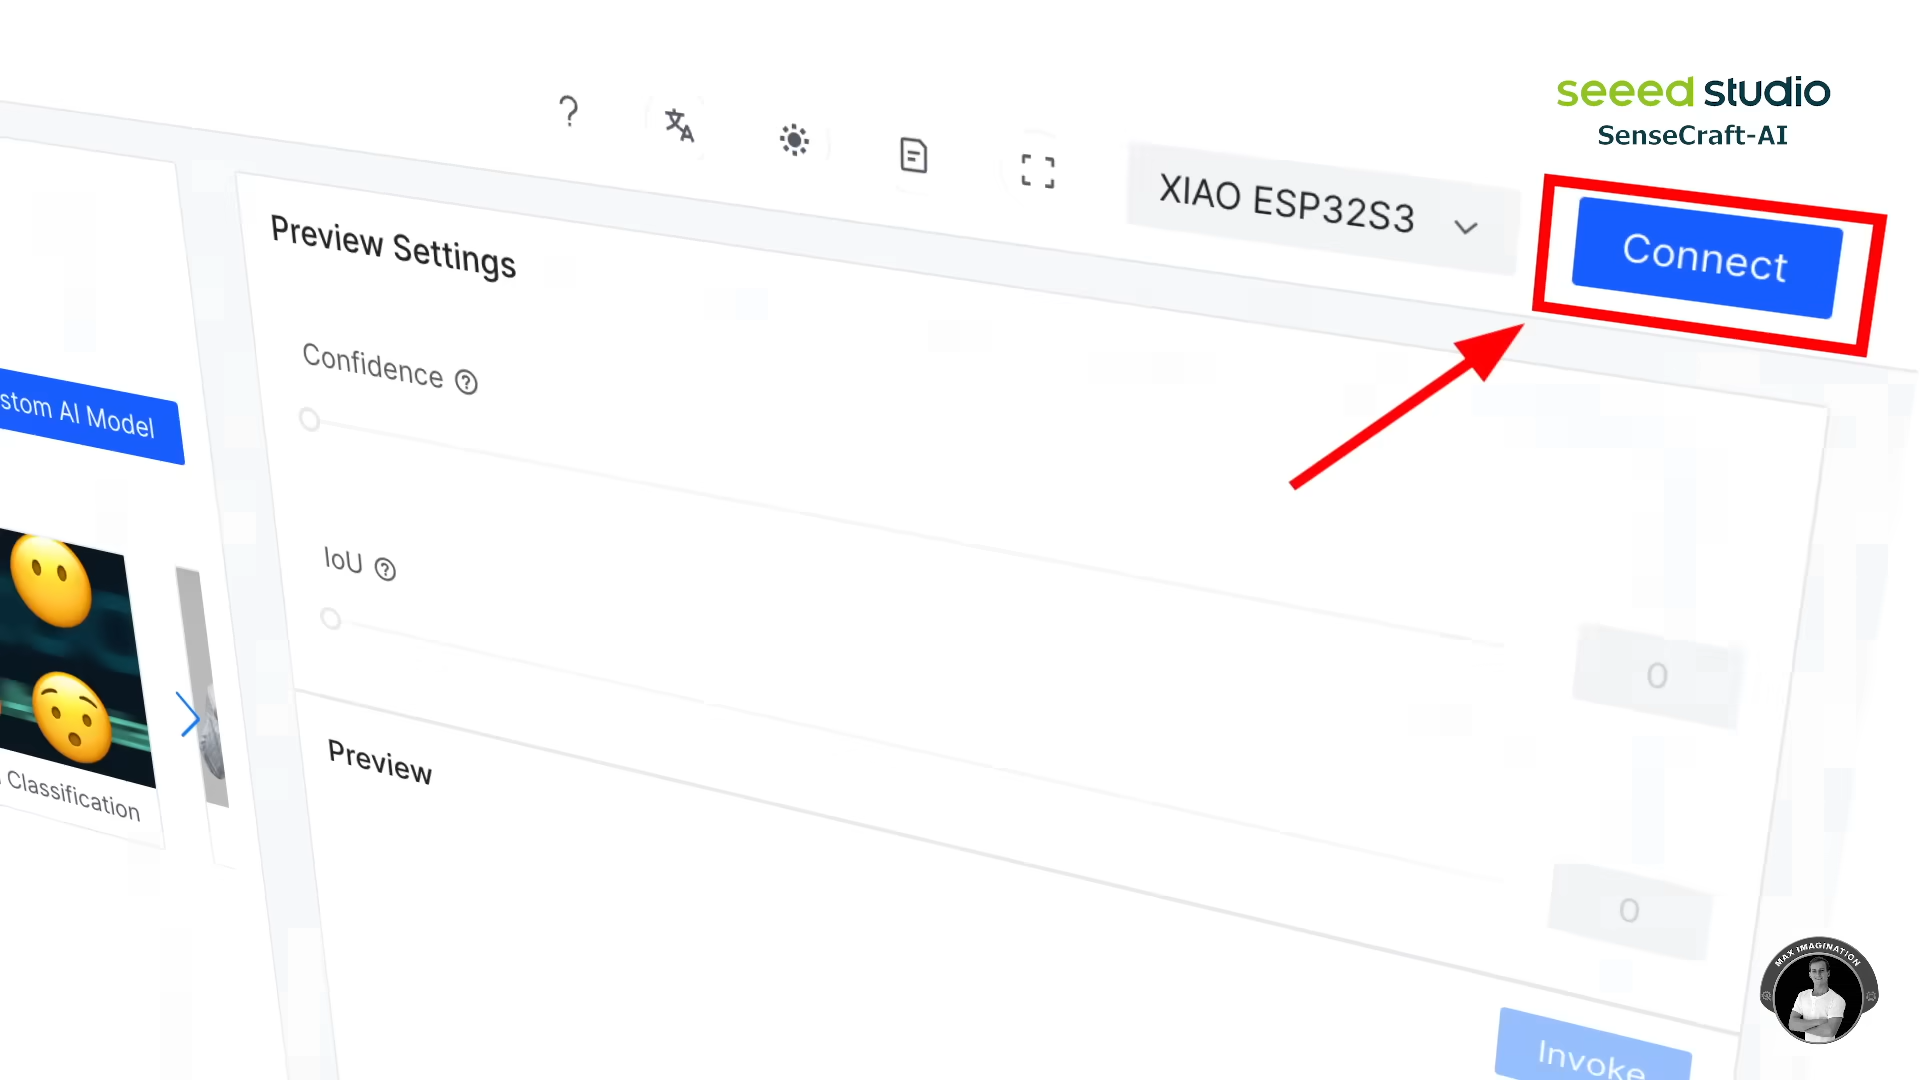 seeed studio
SenseCraft-AI
?
XIAO ESP32S3
Connect
Preview Settings
Confidence ?
stom AI Model
IoU ?
0
Preview
Classification
0
MAX IMAGINATION
Invoke